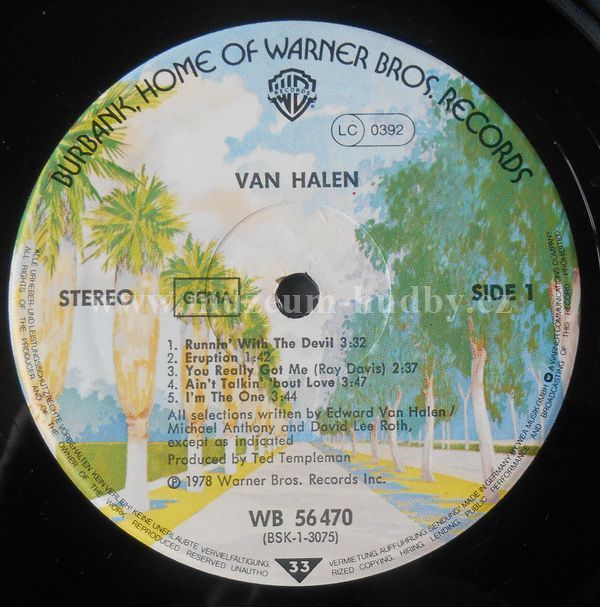 BURBANK, HOME OF WARNER BROS. RECORDS
WB
RECORDS
LC 0392
VAN HALEN
STEREO
GEMA
SIDE 1
www.muzeum-hudby.cz
1. Runnin' With The Devil 3:32
2. Eruption 1:42
3. You Really Got Me (Ray Davis) 2:37
4. Ain't Talkin' 'bout Love 3:47
5. I'm The One 3:44
All selections written by Edward Van Halen /
Michael Anthony and David Lee Roth,
except as indicated
Produced by Ted Templeman
℗ 1978 Warner Bros. Records Inc.
WB 56 470
(BSK-1-3075)
33
ALLE URHEBER- UND LEISTUNGSSCHUTZRECHTE VORBEHALTEN KEIN VERLEIH! KEINE UNERLAUBTE VERVIELFÄLTIGUNG, VERMIETUNG, AUFFÜHRUNG, SENDUNG! MADE IN GERMANY BY WEA MUSIK GMBH A WARNER COMMUNICATIONS COMPANY
ALL RIGHTS OF THE PRODUCER AND OF THE OWNER OF THE WORK REPRODUCED RESERVED UNAUTHORIZED COPYING, HIRING, LENDING, PUBLIC PERFORMANCE AND BROADCASTING OF THIS RECORD PROHIBITED